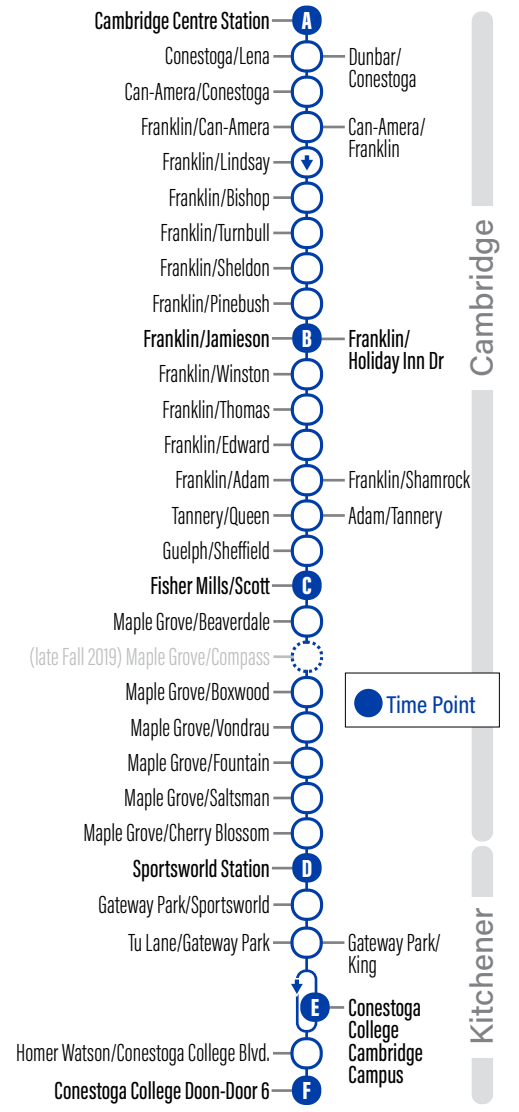 Cambridge Centre Station
A
Conestoga/Lena
Dunbar/
Conestoga
Can-Amera/Conestoga
Franklin/Can-Amera
Can-Amera/
Franklin
Franklin/Lindsay
Franklin/Bishop
Franklin/Turnbull
Franklin/Sheldon
Franklin/Pinebush
Franklin/Jamieson
B
Franklin/
Holiday Inn Dr
Franklin/Winston
Franklin/Thomas
Franklin/Edward
Franklin/Adam
Franklin/Shamrock
Tannery/Queen
Adam/Tannery
Guelph/Sheffield
Fisher Mills/Scott
C
Maple Grove/Beaverdale
(late Fall 2019) Maple Grove/Compass
Maple Grove/Boxwood
Maple Grove/Vondrau
Maple Grove/Fountain
Maple Grove/Saltsman
Maple Grove/Cherry Blossom
Sportsworld Station
D
Gateway Park/Sportsworld
Tu Lane/Gateway Park
Gateway Park/
King
E
Conestoga
College
Cambridge
Campus
Homer Watson/Conestoga College Blvd.
Conestoga College Doon-Door 6
F
Time Point
Cambridge
Kitchener